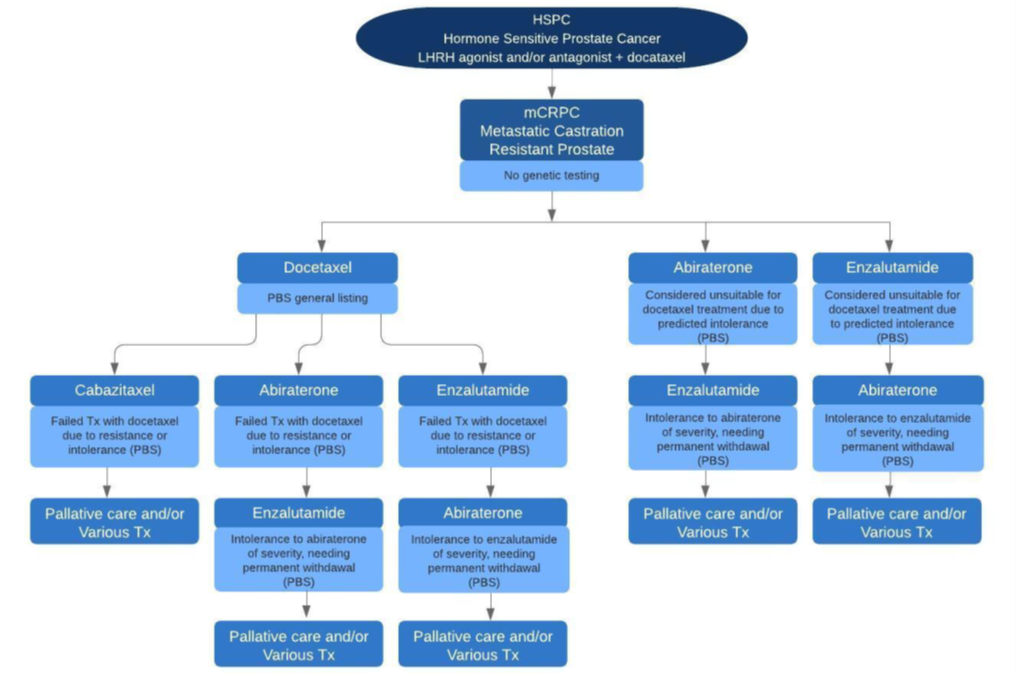 HSPC
Hormone Sensitive Prostate Cancer
LHRH agonist and/or antagonist + docataxel
mCRPC
Metastatic Castration
Resistant Prostate
No genetic testing
Docetaxel
PBS general listing
Abiraterone
Considered unsuitable for
docetaxel treatment due to
predicted intolerance
(PBS)
Enzalutamide
Considered unsuitable for
docetaxel treatment due
to predicted intolerance
(PBS)
Cabazitaxel
Failed Tx with docetaxel
due to resistance or
intolerance (PBS)
Abiraterone
Failed Tx with docetaxel
due to resistance or
intolerance (PBS)
Enzalutamide
Failed Tx with docetaxel
due to resistance or
intolerance (PBS)
Enzalutamide
Intolerance to abiraterone
of severity, needing
permanent withdrawal
(PBS)
Abiraterone
Intolerance to enzalutamide
of severity, needing
permanent withdrawal
(PBS)
Pallative care and/or
Various Tx
Enzalutamide
Intolerance to abiraterone
of severity, needing
permanent withdrawal
(PBS)
Abiraterone
Intolerance to enzalutamide
of severity, needing
permanent withdrawal
(PBS)
Pallative care and/or
Various Tx
Pallative care and/or
Various Tx
Pallative care and/or
Various Tx
Pallative care and/or
Various Tx